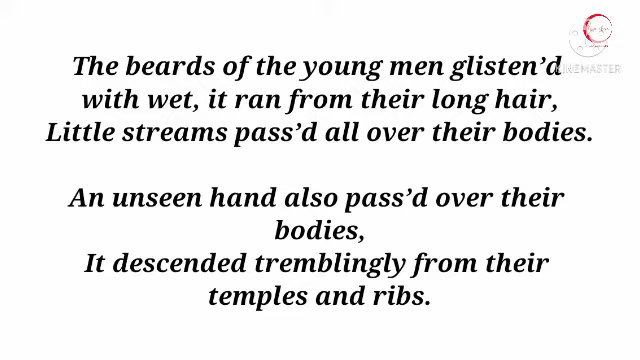 The beards of the young men glisten’d
with wet, it ran from their long hair,
Little streams pass’d all over their bodies.
An unseen hand also pass’d over their
bodies,
It descended tremblingly from their
temples and ribs.
KINEMASTER